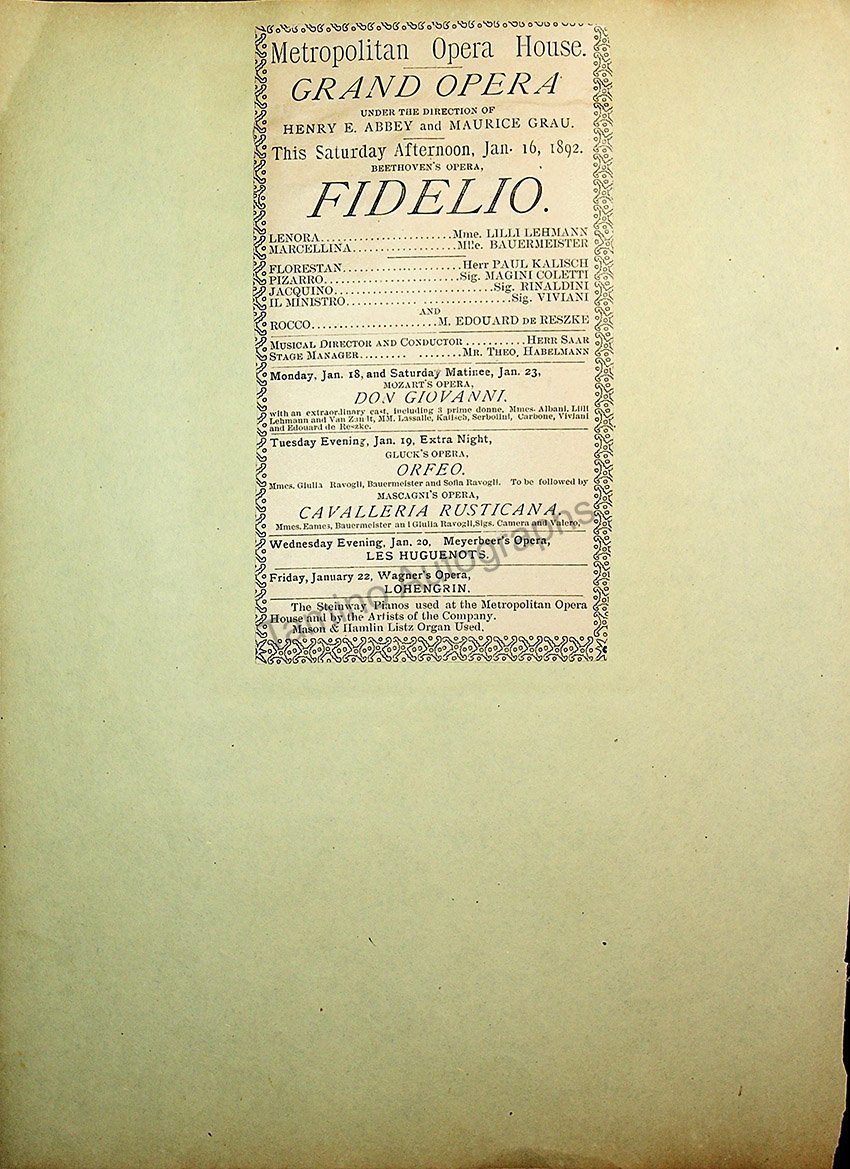 Metropolitan Opera House.
GRAND OPERA
UNDER THE DIRECTION OF
HENRY E. ABBEY and MAURICE GRAU.
This Saturday Afternoon, Jan. 16, 1892.
BEETHOVEN'S OPERA,
FIDELIO.
LENORA......................Mme. LILLI LEHMANN
MARCELLINA...................Mlle. BAUERMEISTER
FLORESTAN....................Herr PAUL KALISCH
PIZARRO.......................Sig. MAGINI COLETTI
JACQUINO..........................Sig. RINALDINI
IL MINISTRO............. ...............Sig. VIVIANI
AND
ROCCO......................M. EDOUARD DE RESZKE
MUSICAL DIRECTOR AND CONDUCTOR ...........HERR SAAR
STAGE MANAGER......... ........MR. THEO. HABELMANN
Monday, Jan. 18, and Saturday Matinee, Jan. 23,
MOZART'S OPERA,
DON GIOVANNI.
with an extraordinary cast, including 3 prime donne, Mmes. Albani, Lilli
Lehmann and Van Zandt, MM. Lassalle, Kalisch, Serbolini, Carbone, Viviani
and Edouard de Reszke.
Tuesday Evening, Jan. 19, Extra Night,
GLUCK'S OPERA,
ORFEO.
Mmes. Giulia Ravogli, Bauermeister and Sofia Ravogli. To be followed by
MASCAGNI'S OPERA,
CAVALLERIA RUSTICANA,
Mmes. Eames, Bauermeister and Giulia Ravogli, Sigs. Camera and Valero.
Wednesday Evening, Jan. 20, Meyerbeer's Opera,
LES HUGUENOTS.
Friday, January 22, Wagner's Opera,
LOHENGRIN.
The Steinway Pianos used at the Metropolitan Opera
House and by the Artists of the Company.
Mason & Hamlin Listz Organ Used.
Tamino Autographs